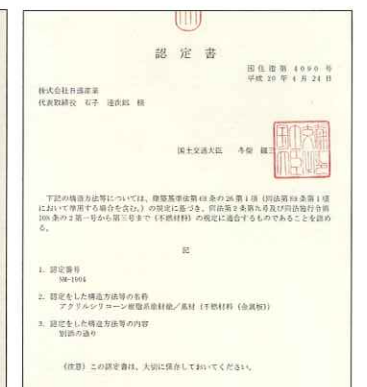 認定書
国住指第4090号
平成20年4月24日
株式会社
代表取締役 石子 達次郎 様
国土交通大臣 冬柴 鐵三
下記の構造方法等については、建築基準法第68条の26第1項（同法第88条第1項
において準用する場合を含む。）の規定に基づき、同法第2条第九号及び同法施行令第
108条の2第一号から第三号まで（不燃材料）の規定に適合するものであることを認め
る。
記
1. 認定番号
NM-1904
2. 認定をした構造方法等の名称
アクリルシリコーン樹脂系塗材塗／基材（不燃材料（金属板））
3. 認定をした構造方法等の内容
別添の通り
（注意）この認定書は、大切に保存しておいてください。